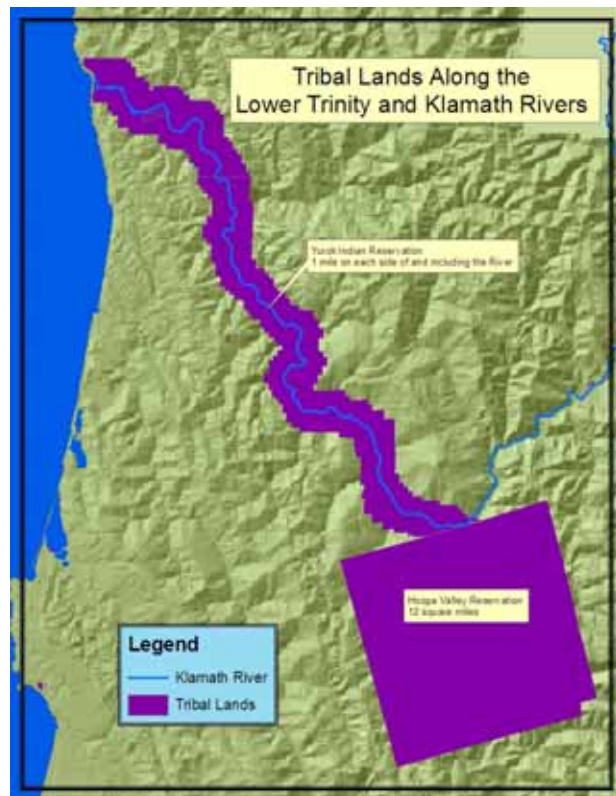 Tribal Lands Along the
Lower Trinity and Klamath Rivers
Yurok Indian Reservation
1 mile on each side of and including the River
Hoopa Valley Reservation
12 square miles
Legend
Klamath River
Tribal Lands